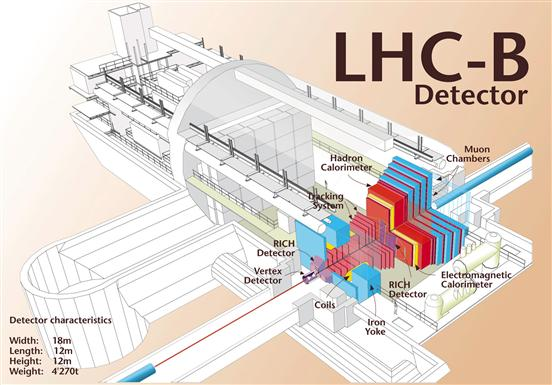 LHC-B
Detector
Muon
Chambers
Hadron
Calorimeter
Tracking
System
RICH
Detector
Vertex
Detector
Coils
Electromagnetic
Calorimeter
RICH
Detector
Iron
Yoke
Detector characteristics
Width: 18m
Length: 12m
Height: 12m
Weight: 4'270t